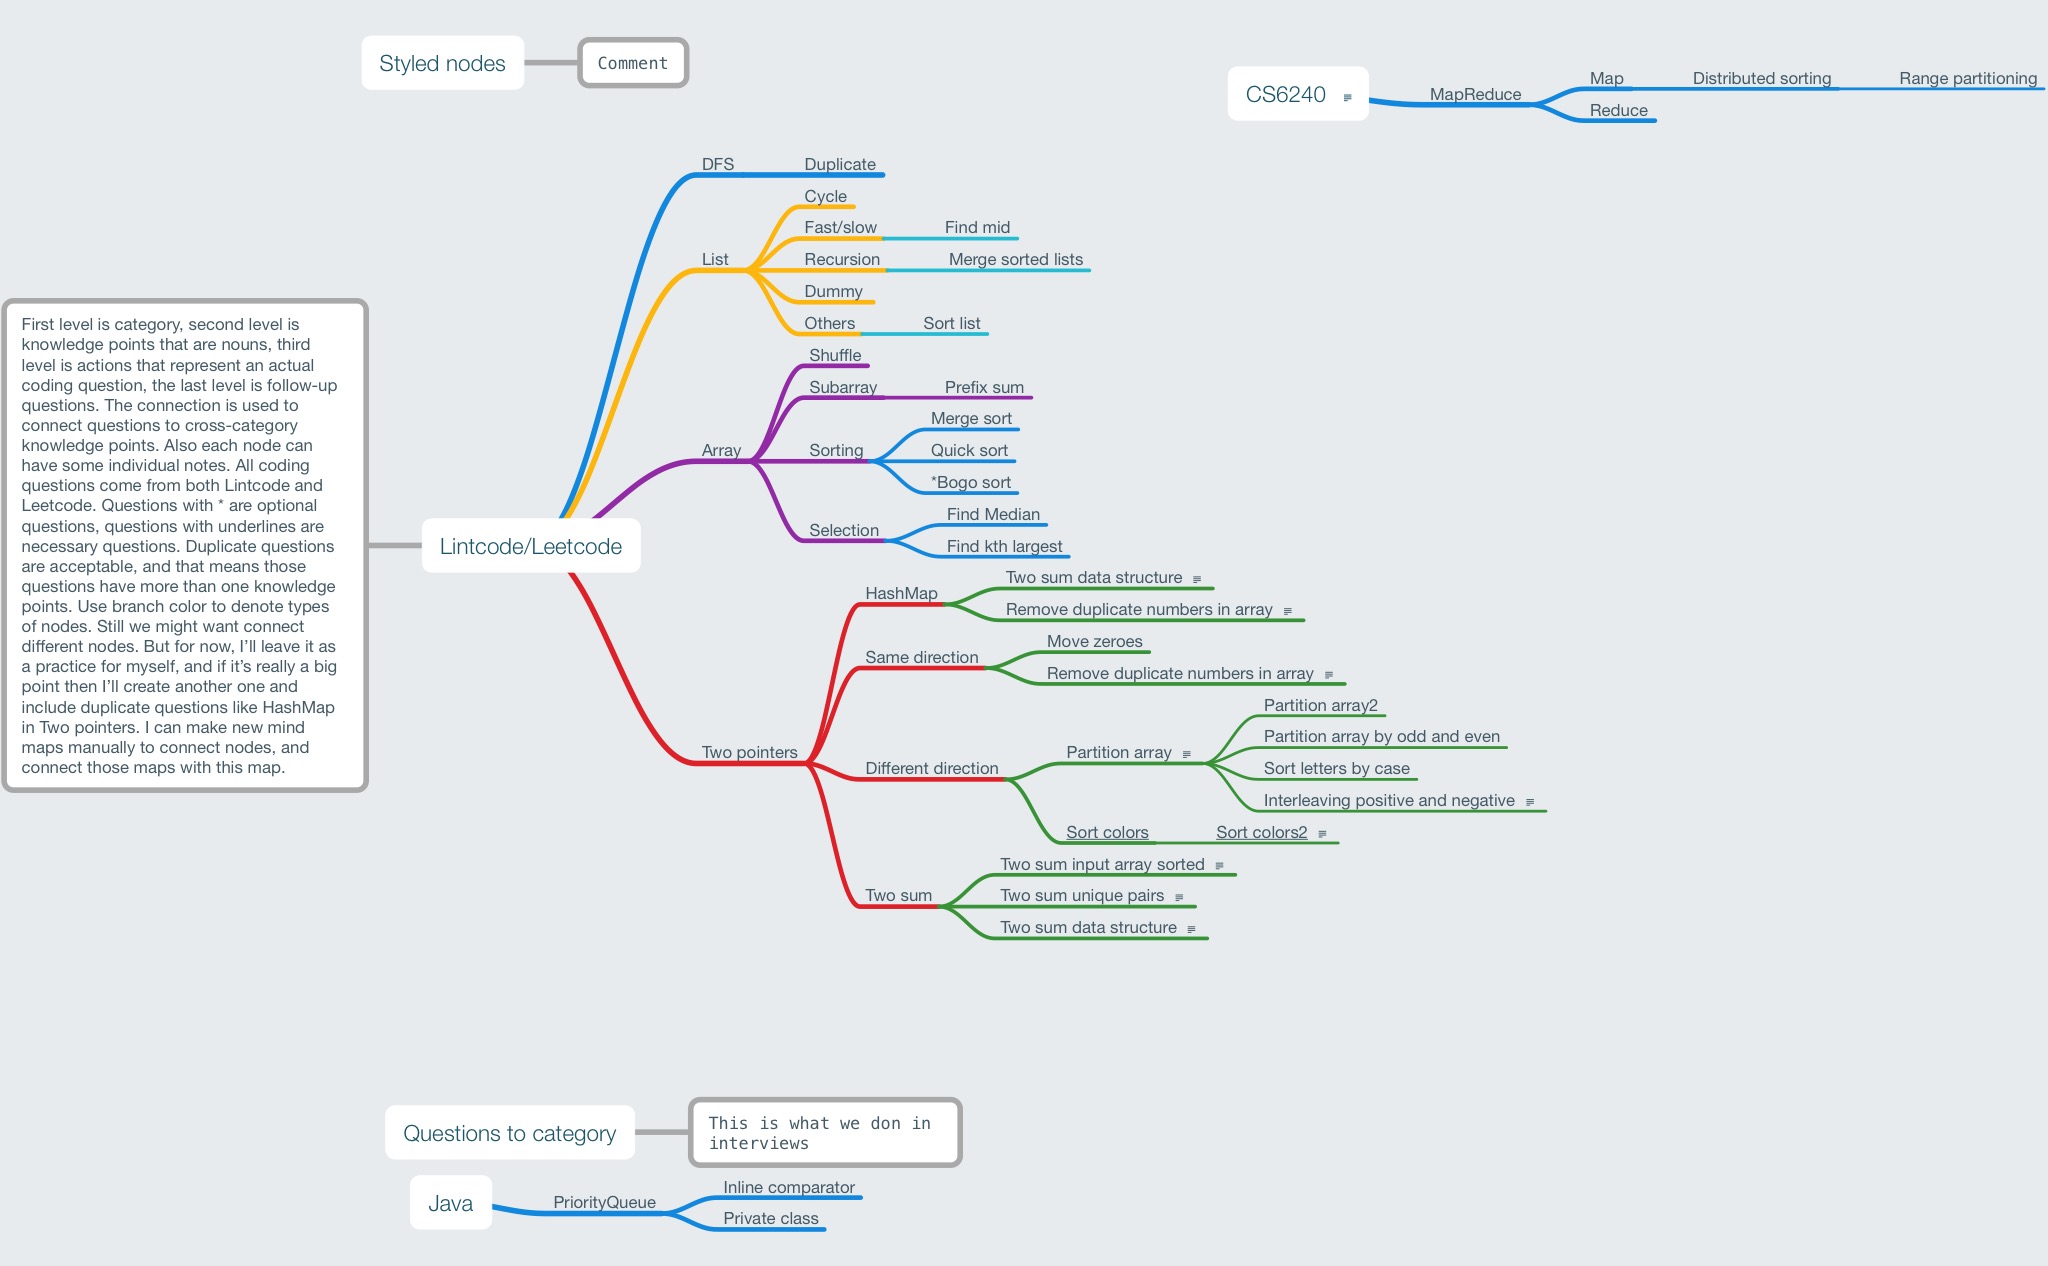 Styled nodes
Comment
CS6240
MapReduce
Map
Distributed sorting
Range partitioning
Reduce
First level is category, second level is
knowledge points that are nouns, third
level is actions that represent an actual
coding question, the last level is follow-up
questions. The connection is used to
connect questions to cross-category
knowledge points. Also each node can
have some individual notes. All coding
questions come from both Lintcode and
Leetcode. Questions with * are optional
questions, questions with underlines are
necessary questions. Duplicate questions
are acceptable, and that means those
questions have more than one knowledge
points. Use branch color to denote types
of nodes. Still we might want connect
different nodes. But for now, I’ll leave it as
a practice for myself, and if it’s really a big
point then I’ll create another one and
include duplicate questions like HashMap
in Two pointers. I can make new mind
maps manually to connect nodes, and
connect those maps with this map.
Lintcode/Leetcode
DFS
Duplicate
List
Cycle
Fast/slow
Find mid
Recursion
Merge sorted lists
Dummy
Others
Sort list
Array
Shuffle
Subarray
Prefix sum
Sorting
Merge sort
Quick sort
*Bogo sort
Selection
Find Median
Find kth largest
Two pointers
HashMap
Two sum data structure
Remove duplicate numbers in array
Same direction
Move zeroes
Remove duplicate numbers in array
Different direction
Partition array
Partition array2
Partition array by odd and even
Sort letters by case
Interleaving positive and negative
Sort colors
Sort colors2
Two sum
Two sum input array sorted
Two sum unique pairs
Two sum data structure
Questions to category
This is what we don in
interviews
Java
PriorityQueue
Inline comparator
Private class